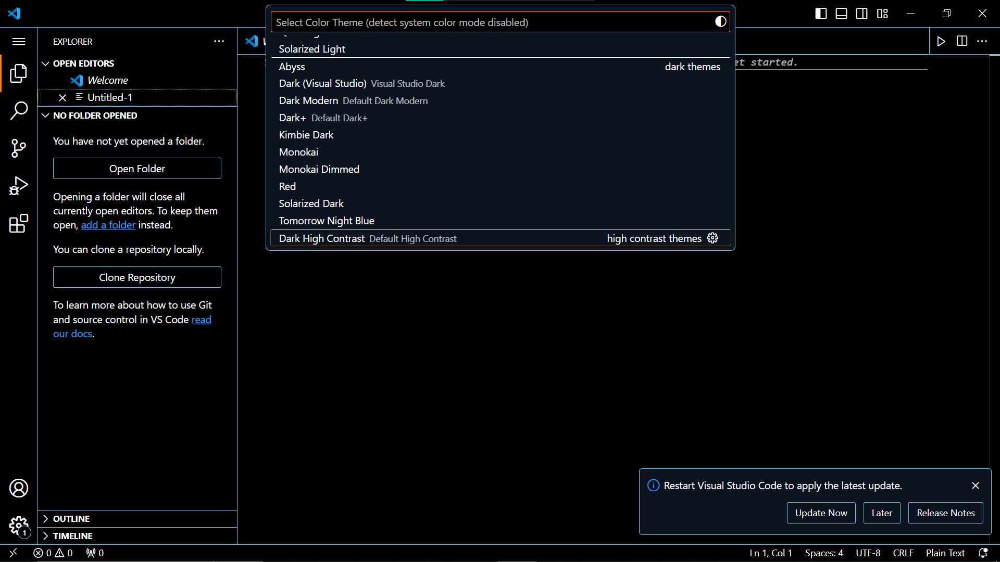 Select Color Theme (detect system color mode disabled)
Solarized Light
Abyss dark themes
Dark (Visual Studio) Visual Studio Dark
Dark Modern Default Dark Modern
Dark+ Default Dark+
Kimbie Dark
Monokai
Monokai Dimmed
Red
Solarized Dark
Tomorrow Night Blue
Dark High Contrast Default High Contrast high contrast themes
EXPLORER
OPEN EDITORS
Welcome
Untitled-1
NO FOLDER OPENED
You have not yet opened a folder.
Open Folder
Opening a folder will close all
currently open editors. To keep them
open, add a folder instead.
You can clone a repository locally.
Clone Repository
To learn more about how to use Git
and source control in VS Code read
our docs.
OUTLINE
TIMELINE
started.
Restart Visual Studio Code to apply the latest update.
Update Now Later Release Notes
1
0 0 0 Ln 1, Col 1 Spaces: 4 UTF-8 CRLF Plain Text